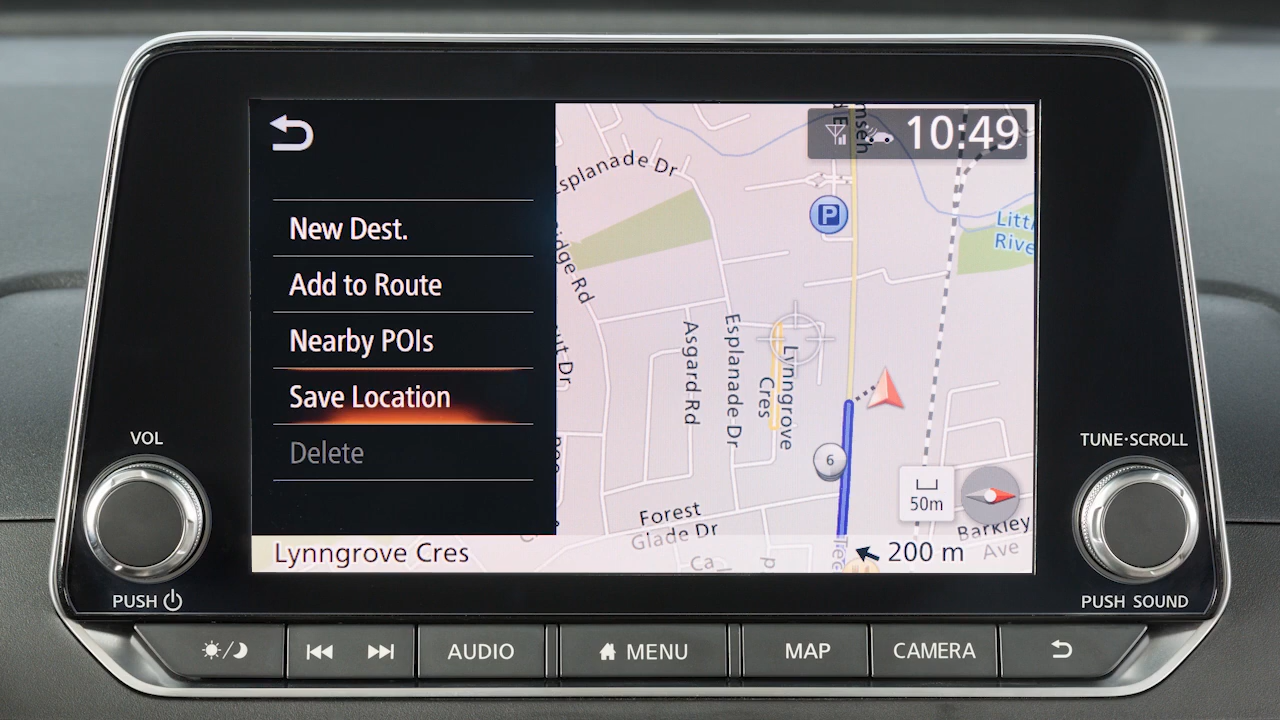 10:49
New Dest.
Add to Route
Nearby POIs
Save Location
Delete
Esplanade Dr
P
Asgard Rd
Esplanade Dr
Lynngrove
Cres
6
50m
Forest
Glade Dr
Barkley
Ave
Lynngrove Cres
200 m
VOL
PUSH
TUNE·SCROLL
PUSH SOUND
AUDIO
MENU
MAP
CAMERA